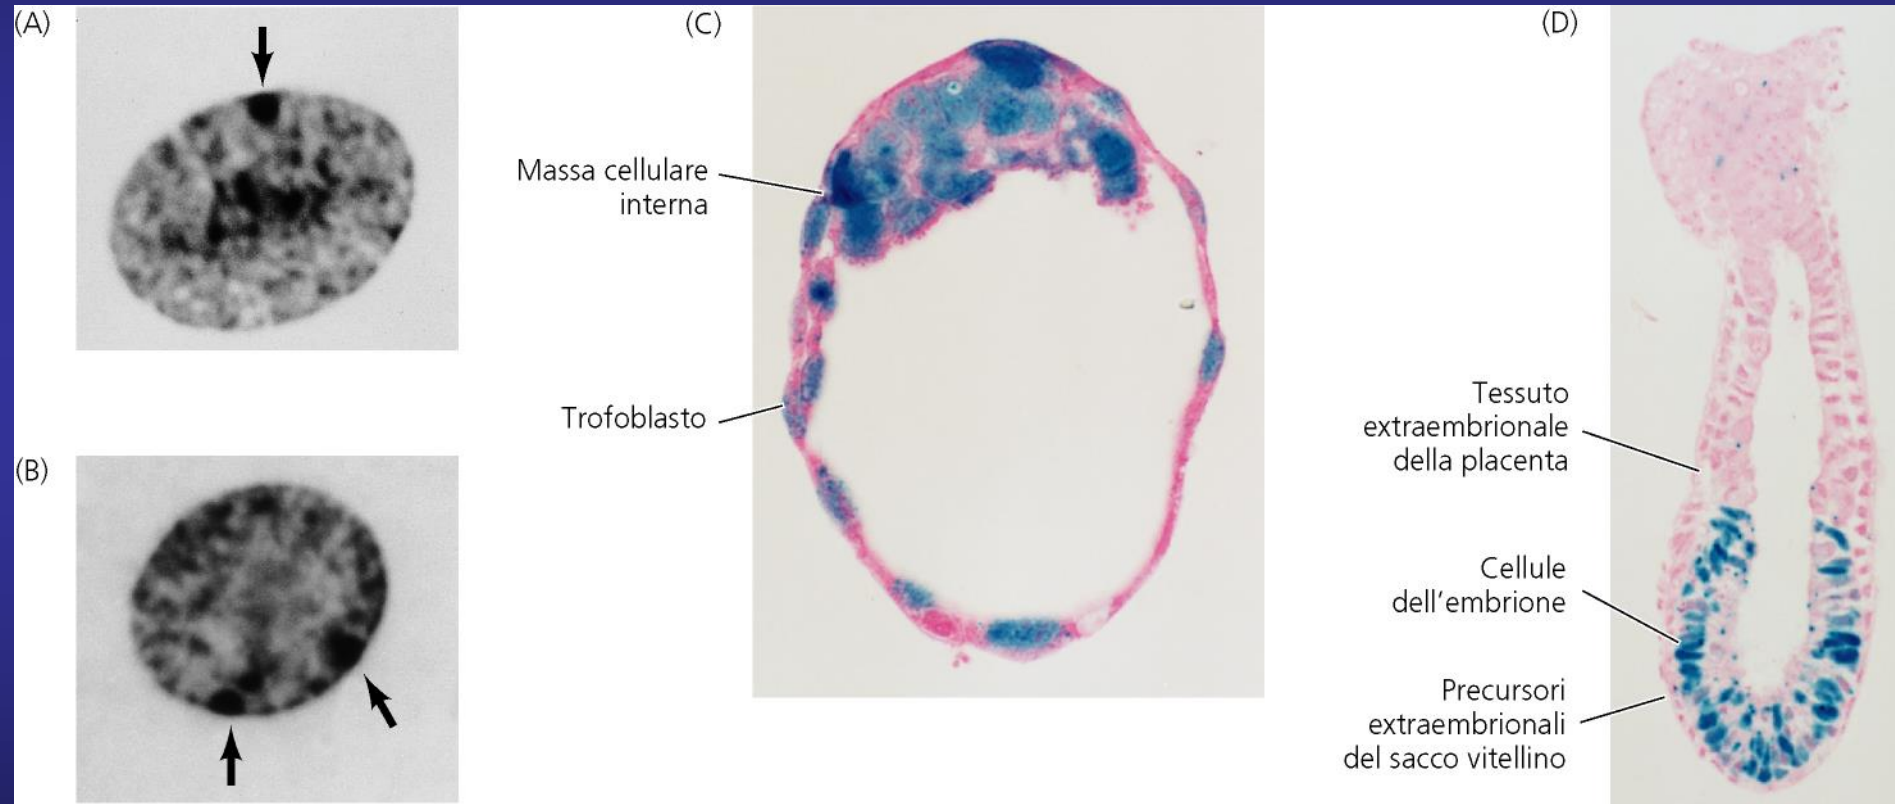 (A)
(B)
(C)
Massa cellulare
interna
Trofoblasto
(D)
Tessuto
extraembrionale
della placenta
Cellule
dell'embrione
Precursori
extraembrionali
del sacco vitellino